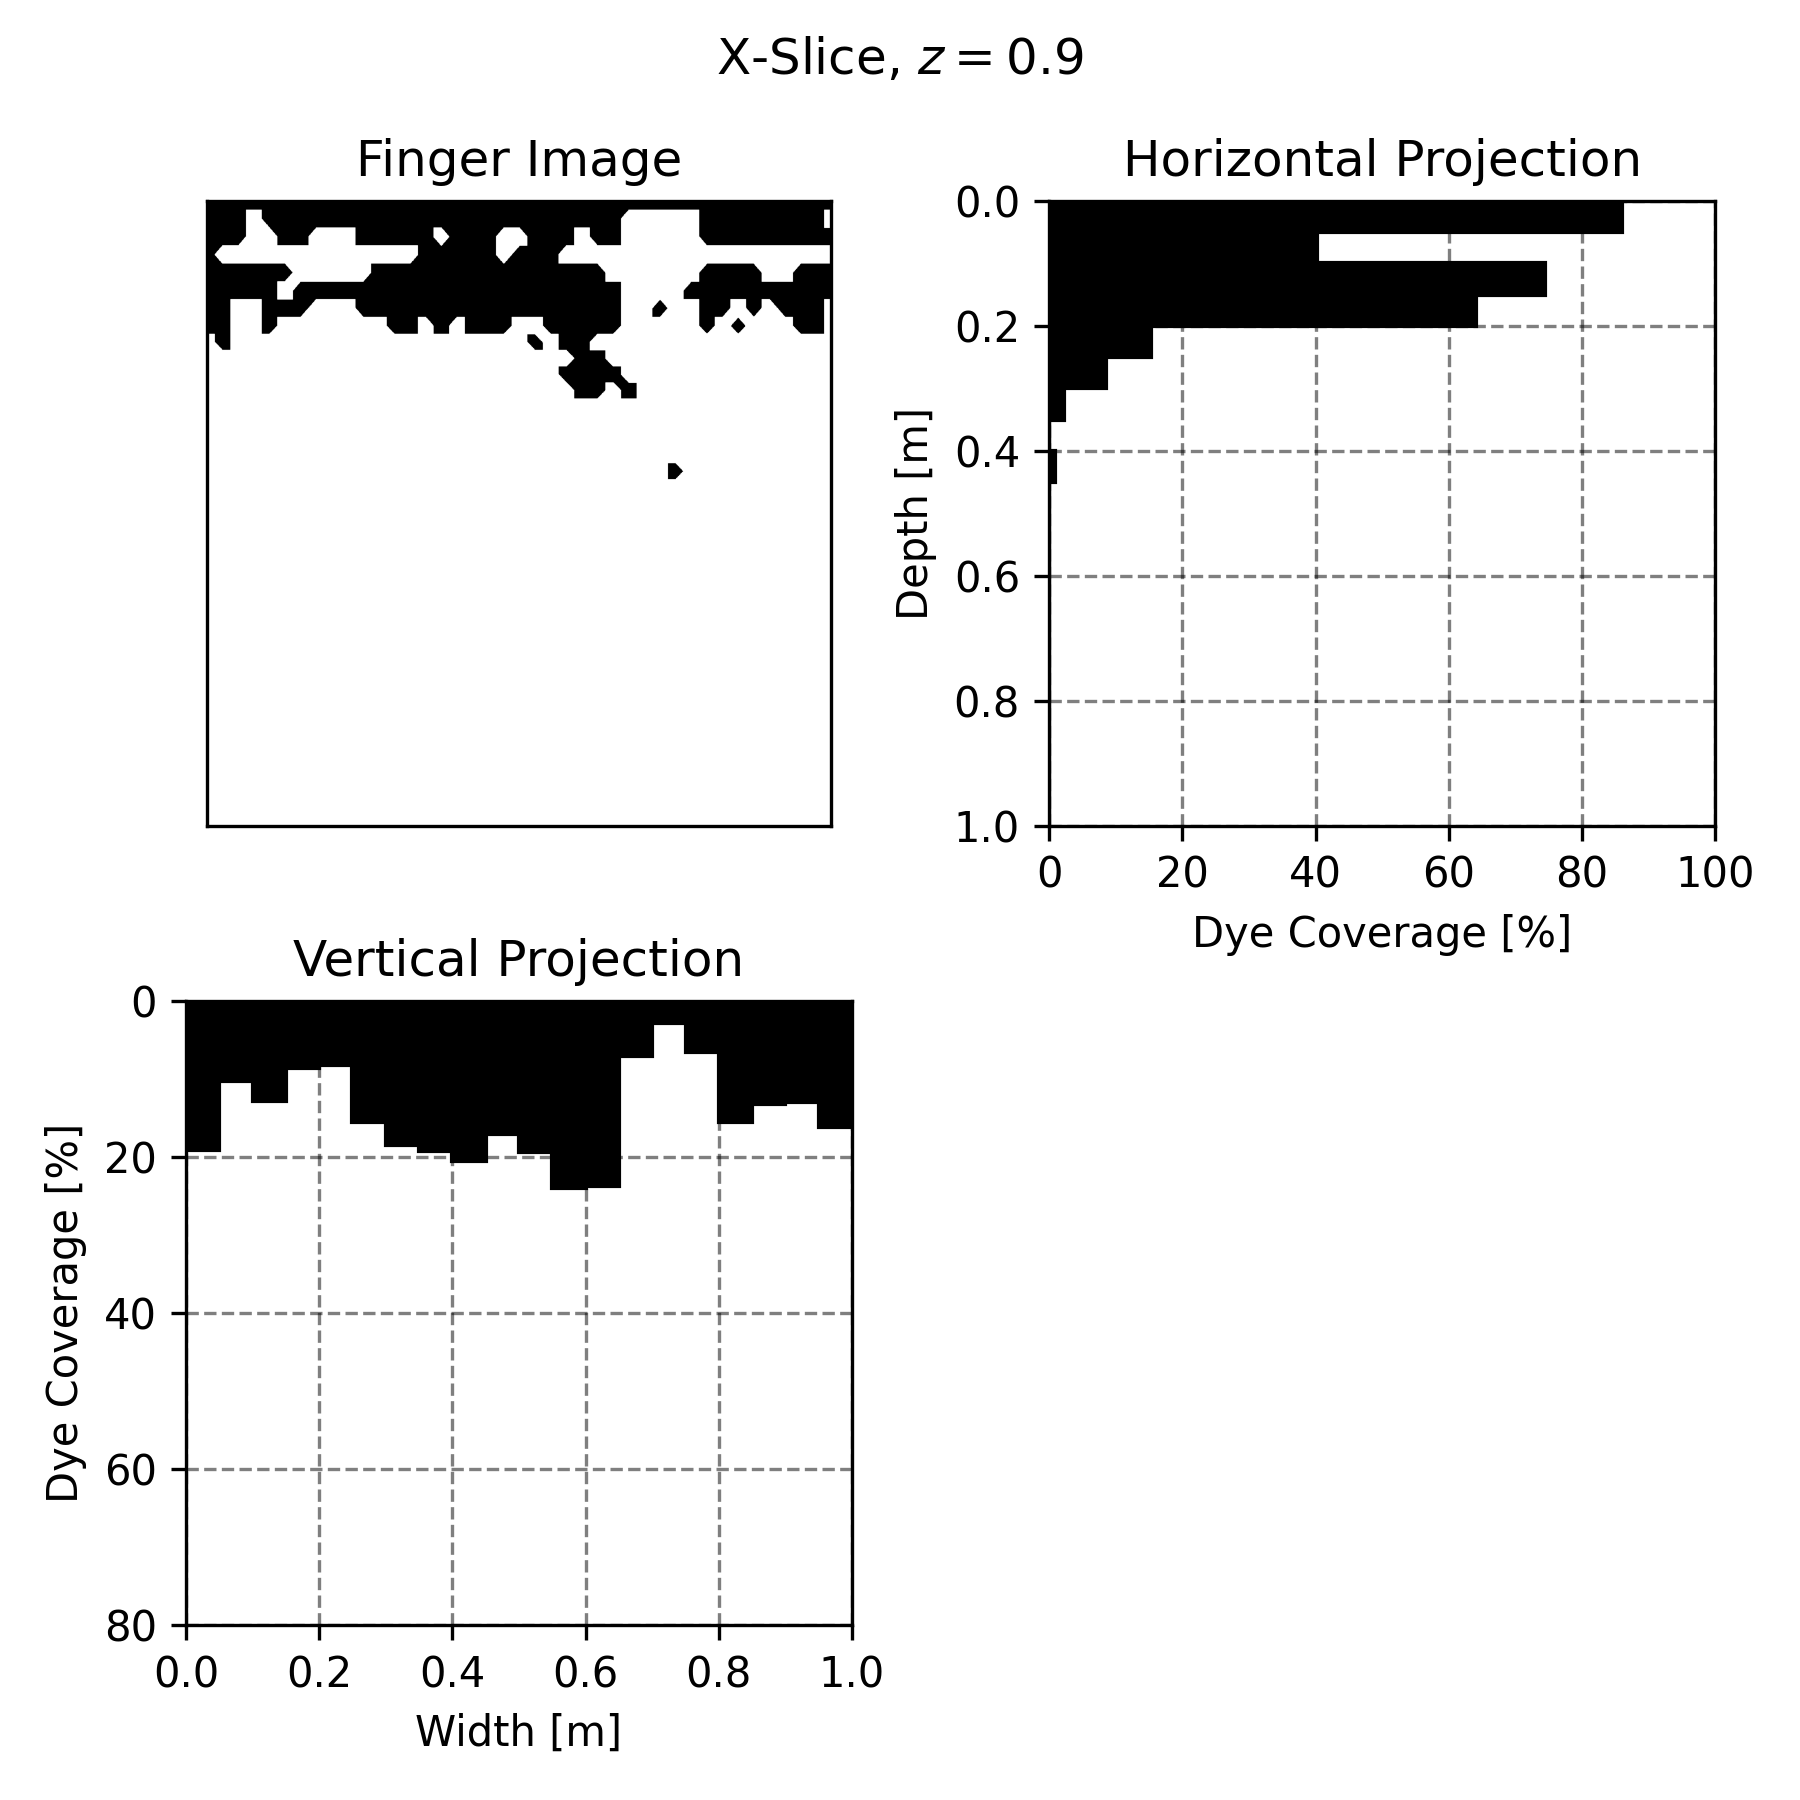 X-Slice, z = 0.9
Finger Image
Horizontal Projection
0.0
0.2
0.4
0.6
0.8
1.0
Depth [m]
0 20 40 60 80 100
Dye Coverage [%]
Vertical Projection
0
20
40
60
80
Dye Coverage [%]
0.0 0.2 0.4 0.6 0.8 1.0
Width [m]